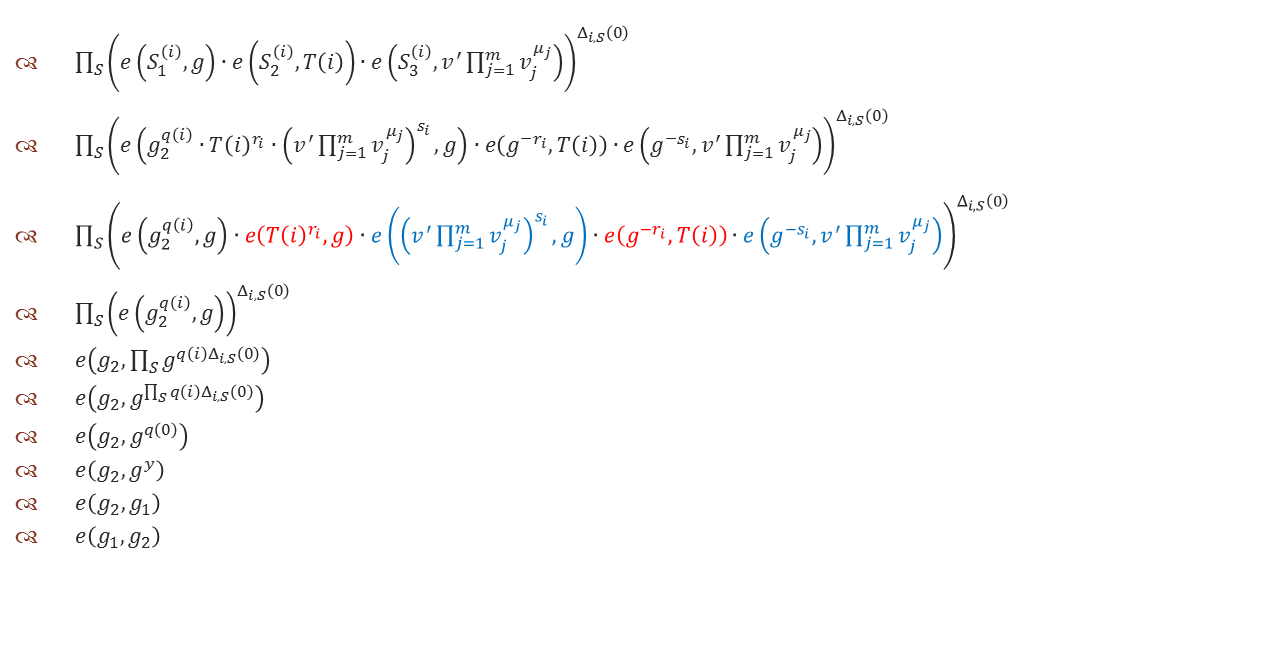 ∏_S (e(S_1^{(i)}, g) · e(S_2^{(i)}, T(i)) · e(S_3^{(i)}, v′ ∏_{j=1}^{m} v_j^{μ_j}))^{Δ_{i,S}(0)}
∏_S (e(g_2^{q(i)} · T(i)^{r_i} · (v′ ∏_{j=1}^{m} v_j^{μ_j})^{s_i}, g) · e(g^{−r_i}, T(i)) · e(g^{−s_i}, v′ ∏_{j=1}^{m} v_j^{μ_j}))^{Δ_{i,S}(0)}
∏_S (e(g_2^{q(i)}, g) · e(T(i)^{r_i}, g) · e((v′ ∏_{j=1}^{m} v_j^{μ_j})^{s_i}, g) · e(g^{−r_i}, T(i)) · e(g^{−s_i}, v′ ∏_{j=1}^{m} v_j^{μ_j}))^{Δ_{i,S}(0)}
∏_S (e(g_2^{q(i)}, g))^{Δ_{i,S}(0)}
e(g_2, ∏_S g^{q(i)Δ_{i,S}(0)})
e(g_2, g^{∏_S q(i)Δ_{i,S}(0)})
e(g_2, g^{q(0)})
e(g_2, g^y)
e(g_2, g_1)
e(g_1, g_2)